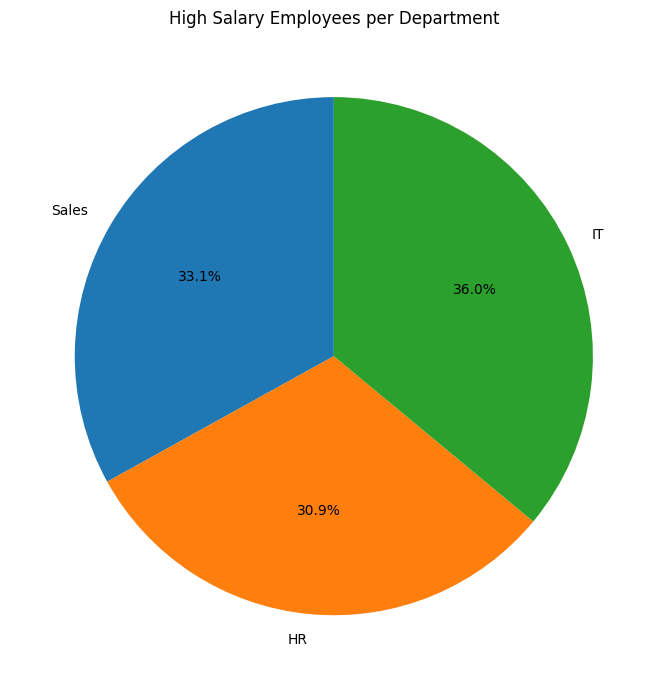 High Salary Employees per Department
Sales
IT
33.1%
36.0%
30.9%
HR